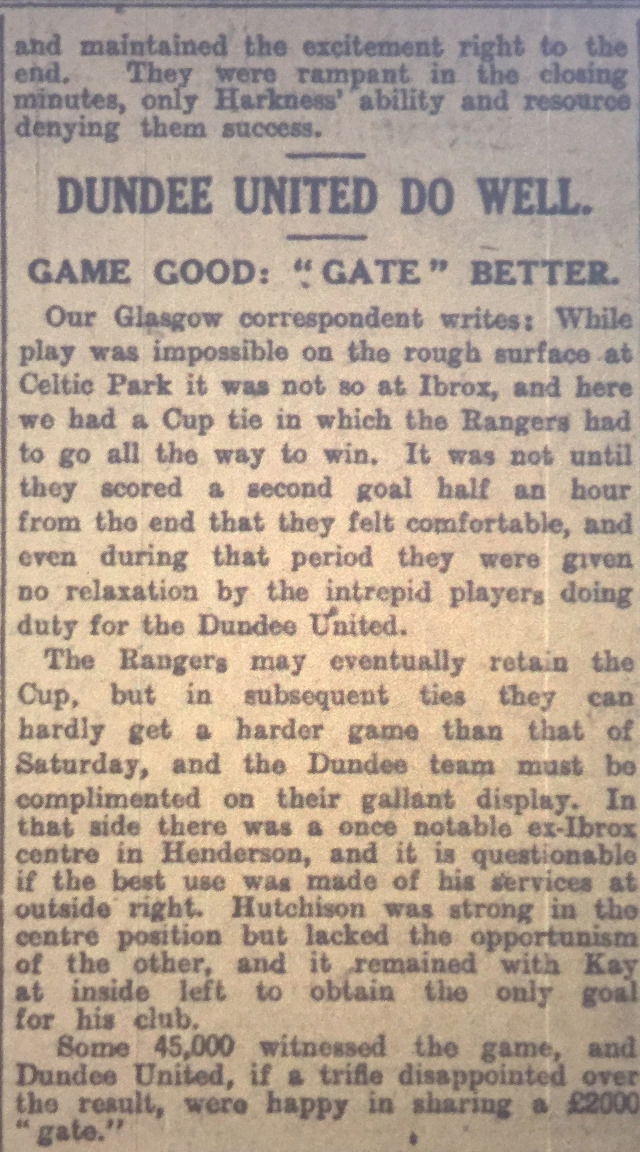 and maintained the excitement right to the
end. They were rampant in the closing
minutes, only Harkness' ability and resource
denying them success.
DUNDEE UNITED DO WELL.
GAME GOOD: "GATE" BETTER.
Our Glasgow correspondent writes: While
play was impossible on the rough surface at
Celtic Park it was not so at Ibrox, and here
we had a Cup tie in which the Rangers had
to go all the way to win. It was not until
they scored a second goal half an hour
from the end that they felt comfortable, and
even during that period they were given
no relaxation by the intrepid players doing
duty for the Dundee United.
The Rangers may eventually retain the
Cup, but in subsequent ties they can
hardly get a harder game than that of
Saturday, and the Dundee team must be
complimented on their gallant display. In
that side there was a once notable ex-Ibrox
centre in Henderson, and it is questionable
if the best use was made of his services at
outside right. Hutchison was strong in the
centre position but lacked the opportunism
of the other, and it remained with Kay
at inside left to obtain the only goal
for his club.
Some 45,000 witnessed the game, and
Dundee United, if a trifle disappointed over
the result, were happy in sharing a £2000
"gate."